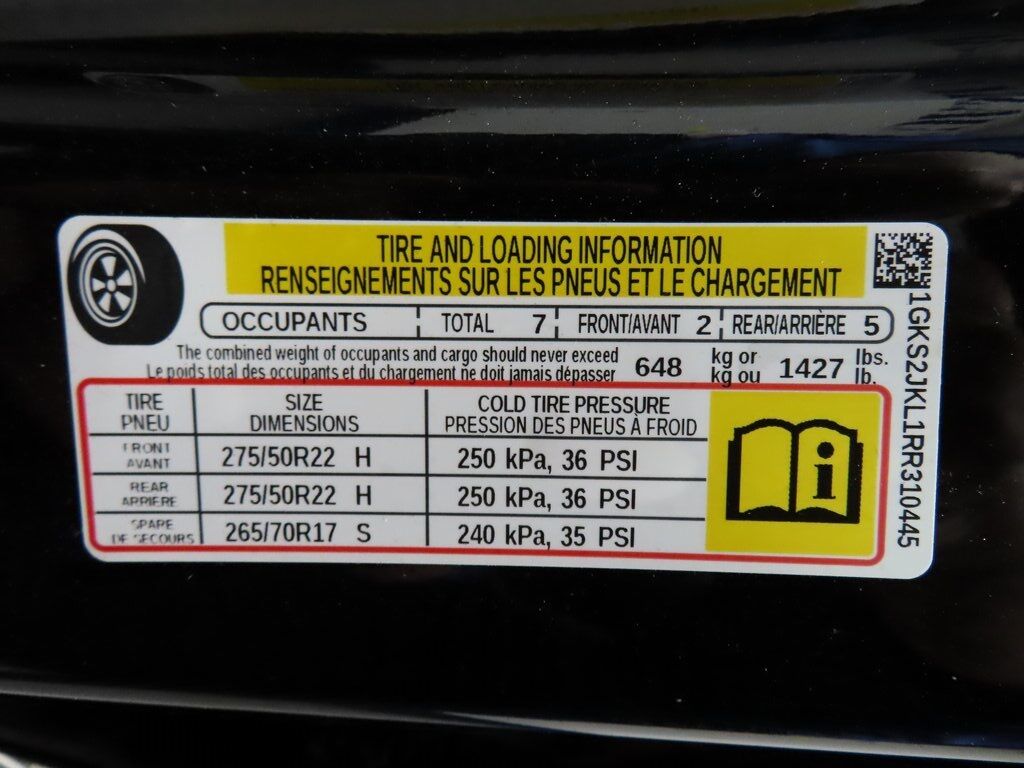 TIRE AND LOADING INFORMATION
RENSEIGNEMENTS SUR LES PNEUS ET LE CHARGEMENT
OCCUPANTS TOTAL 7 FRONT/AVANT 2 REAR/ARRIÈRE 5
The combined weight of occupants and cargo should never exceed 648 kg or 1427 lbs.
Le poids total des occupants et du chargement ne doit jamais dépasser kg ou lb.
TIRE SIZE COLD TIRE PRESSURE
PNEU DIMENSIONS PRESSION DES PNEUS À FROID
FRONT
AVANT 275/50R22 H 250 kPa, 36 PSI
REAR
ARRIÈRE 275/50R22 H 250 kPa, 36 PSI
SPARE
DE SECOURS 265/70R17 S 240 kPa, 35 PSI
i
1GKS2JKL1RR310445